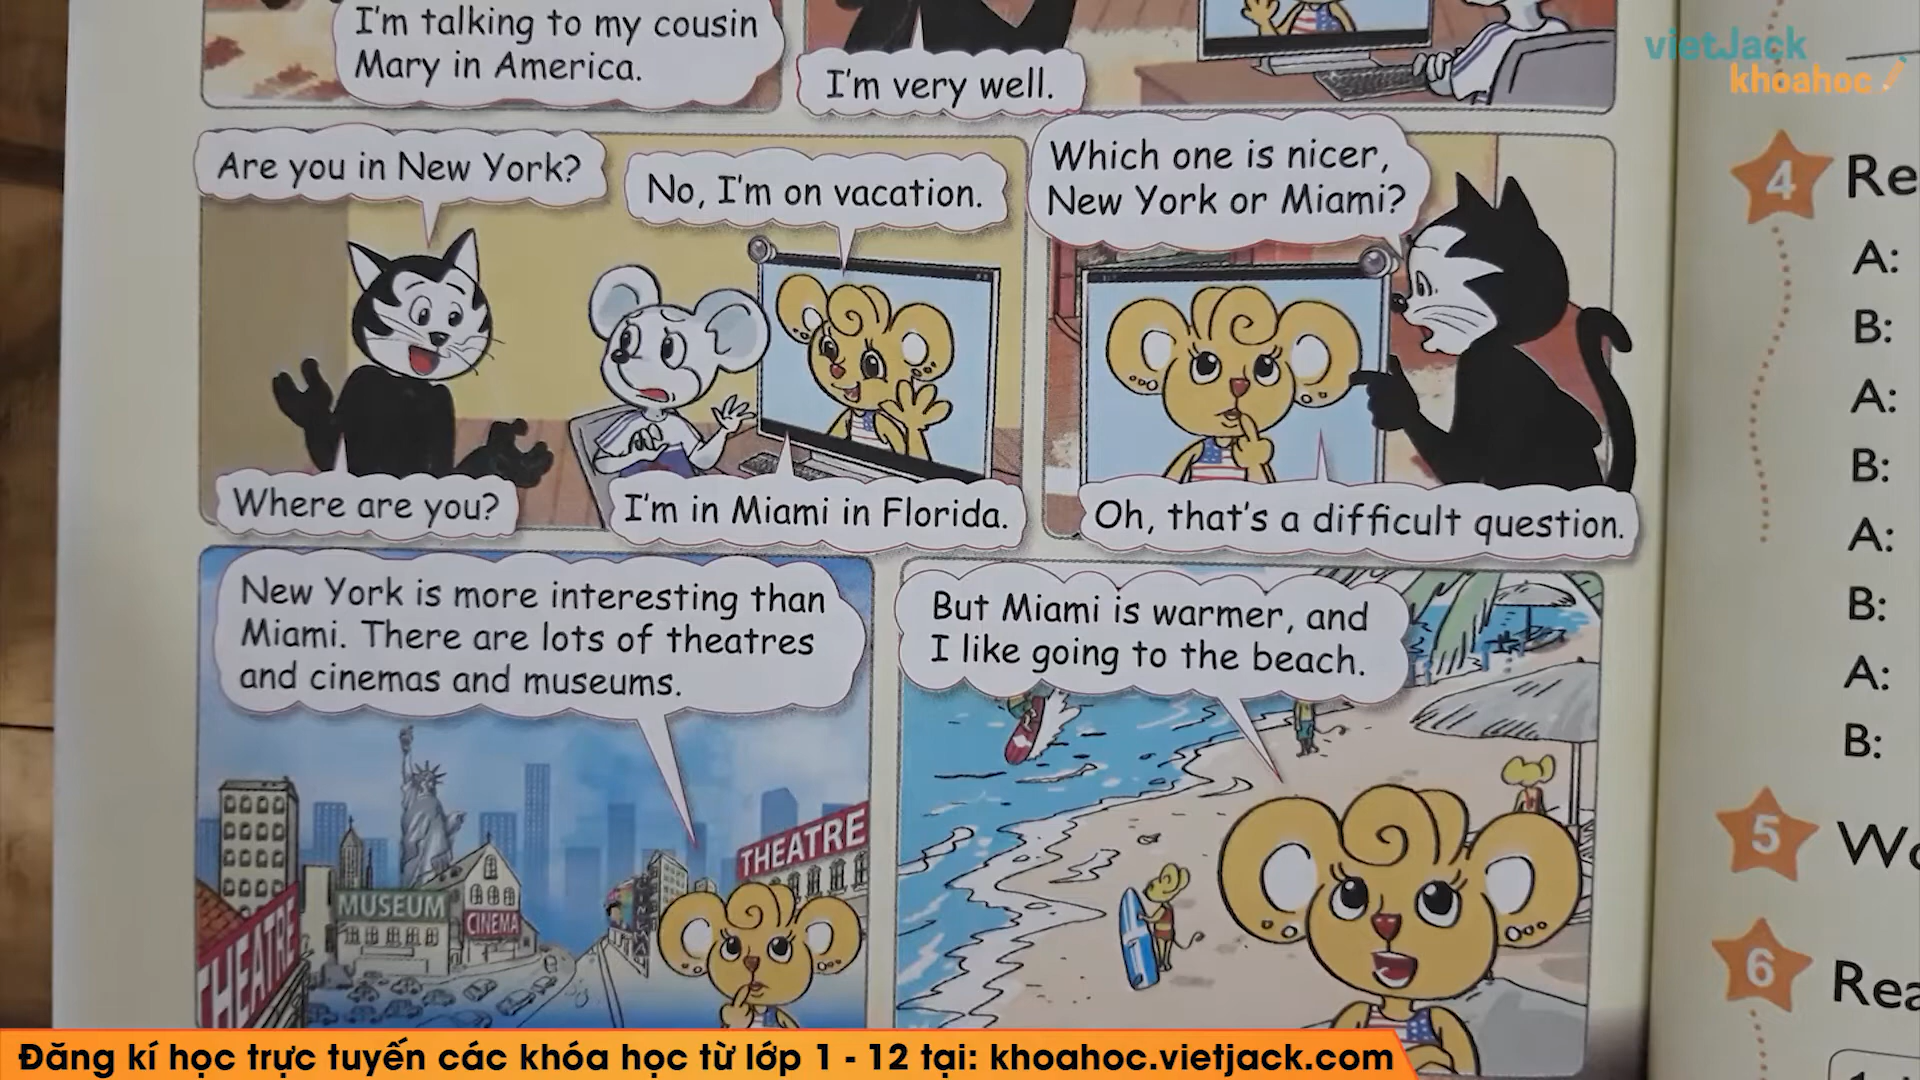 I'm talking to my cousin
Mary in America.
I'm very well.
vietJack
khoahoc
Are you in New York?
No, I'm on vacation.
Where are you?
I'm in Miami in Florida.
Which one is nicer,
New York or Miami?
Oh, that's a difficult question.
New York is more interesting than
Miami. There are lots of theatres
and cinemas and museums.
THEATRE
MUSEUM
CINEMA
THEATRE
But Miami is warmer, and
I like going to the beach.
4
A:
B:
A:
B:
A:
B:
A:
B:
5
6
Đăng kí học trực tuyến các khóa học từ lớp 1 - 12 tại: khoahoc.vietjack.com